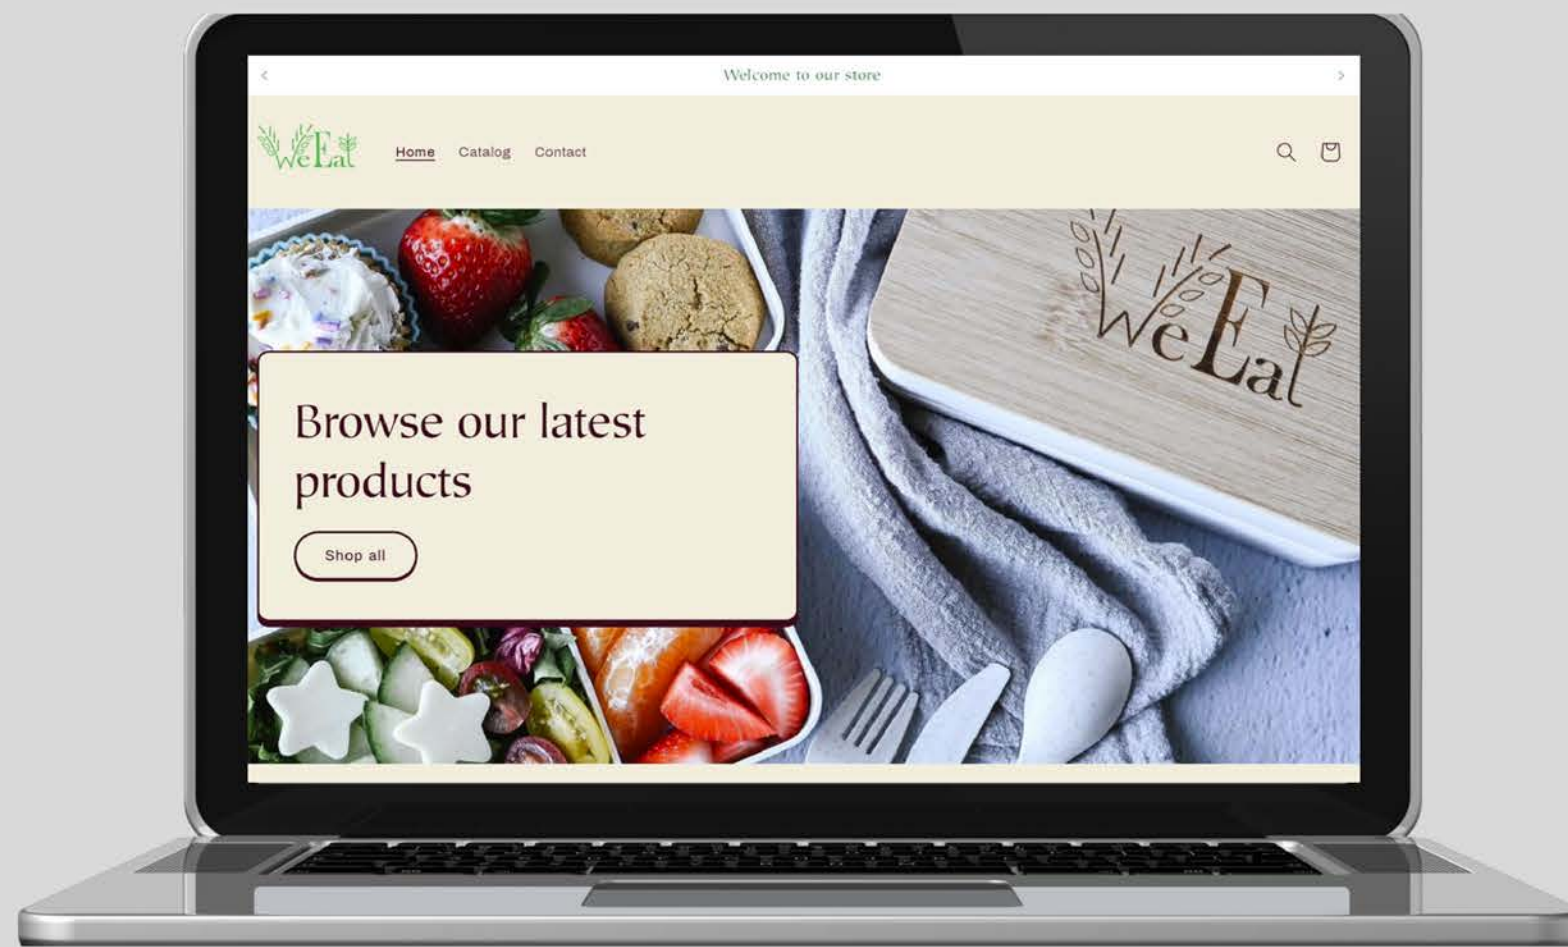 Welcome to our store
WeEat
Home Catalog Contact
WeEat
Browse our latest
products
Shop all